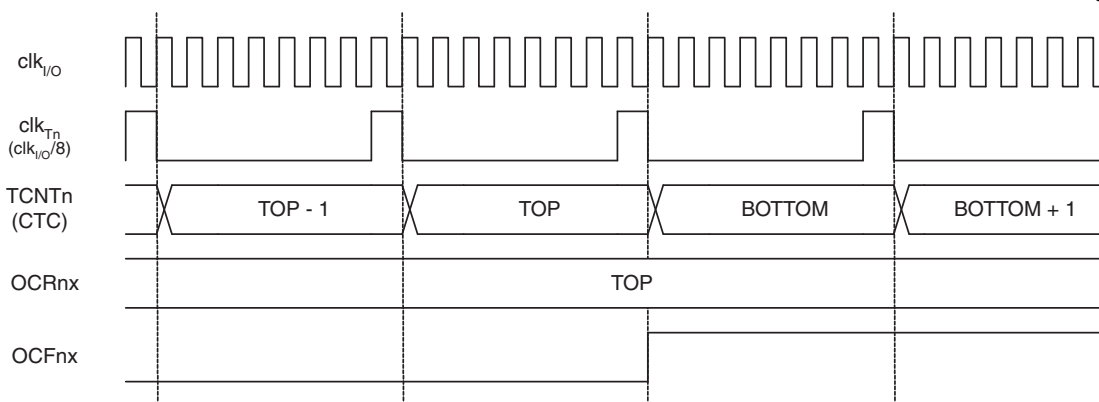 clkI/O
clkTn
(clkI/O/8)
TCNTn
(CTC)
TOP - 1
TOP
BOTTOM
BOTTOM + 1
OCRnx
TOP
OCFnx